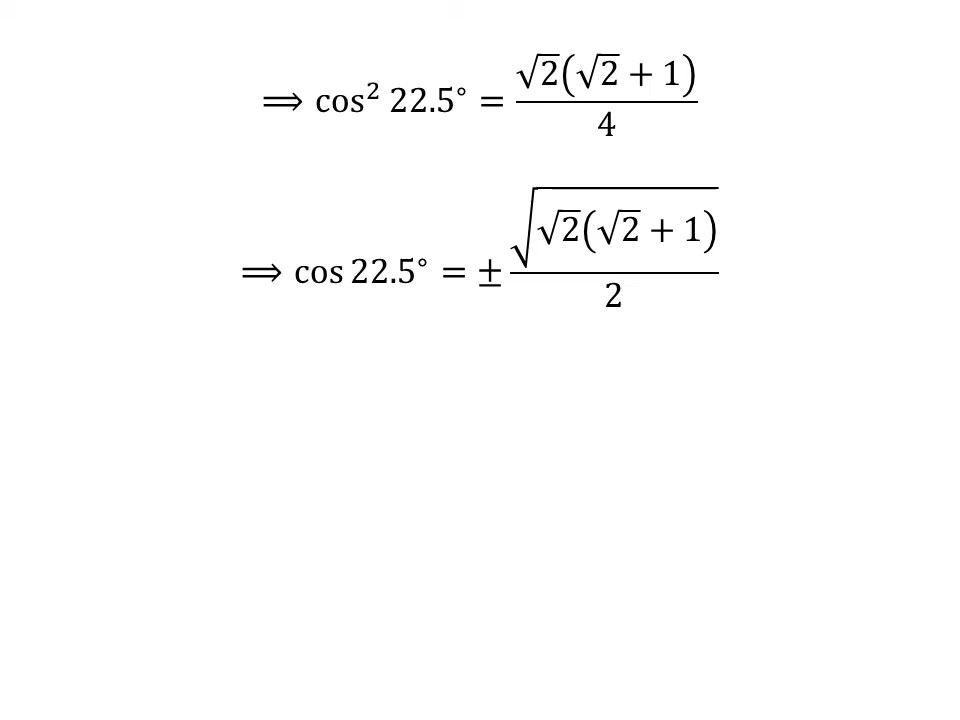 ⟹ cos² 22.5° = √2(√2 + 1)/4
⟹ cos 22.5° = ± √(√2(√2 + 1))/2